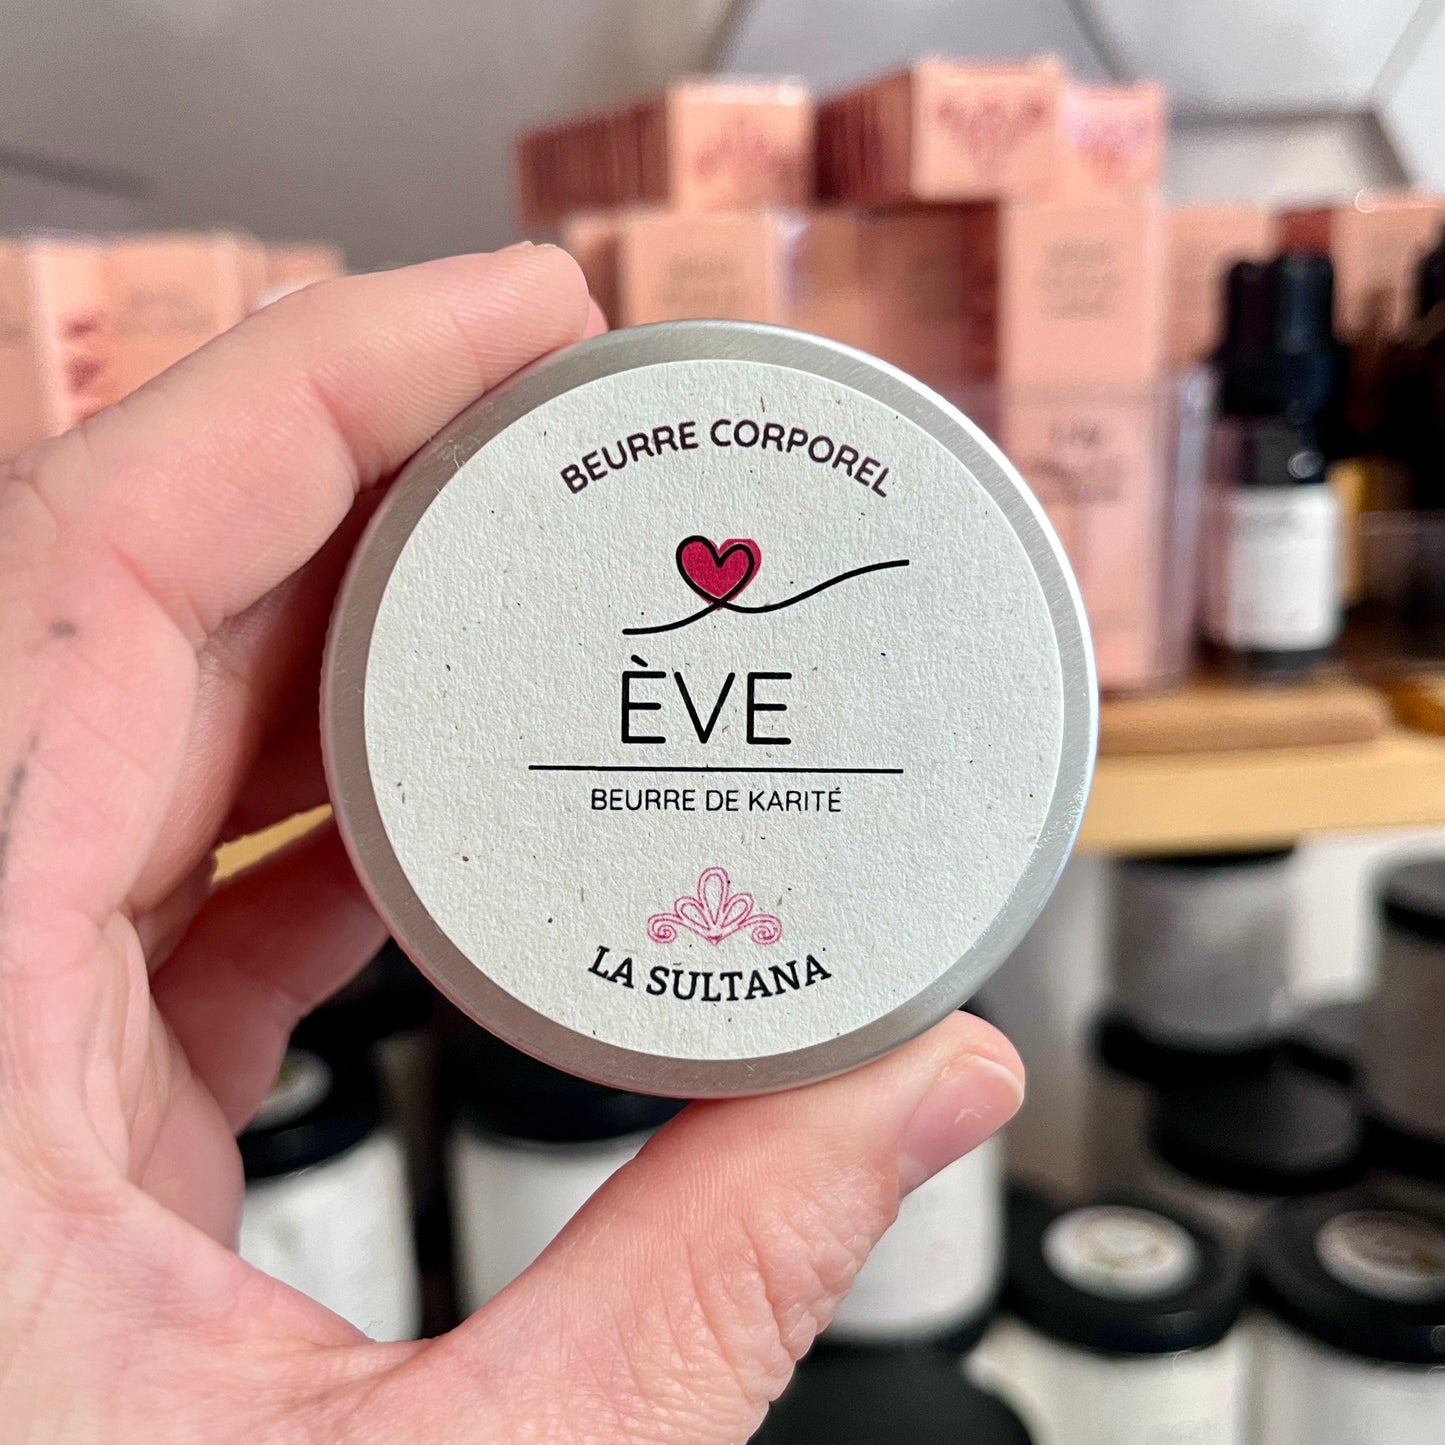 BEURRE CORPOREL
ÈVE
BEURRE DE KARITÉ
LA SULTANA